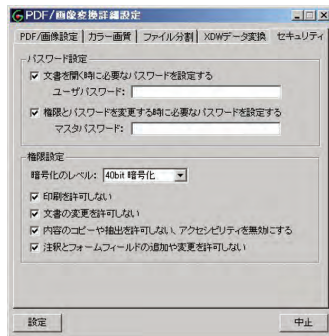 PDF/画像変換詳細設定
PDF/画像設定 カラー画質 ファイル分割 XDWデータ変換 セキュリティ
パスワード設定
文書を開く時に必要なパスワードを設定する
ユーザパスワード:
権限とパスワードを変更する時に必要なパスワードを設定する
マスタパスワード:
権限設定
暗号化のレベル: 40bit 暗号化
印刷を許可しない
文書の変更を許可しない
内容のコピーや抽出を許可しない、アクセシビリティを無効にする
注釈とフォームフィールドの追加や変更を許可しない
設定 中止